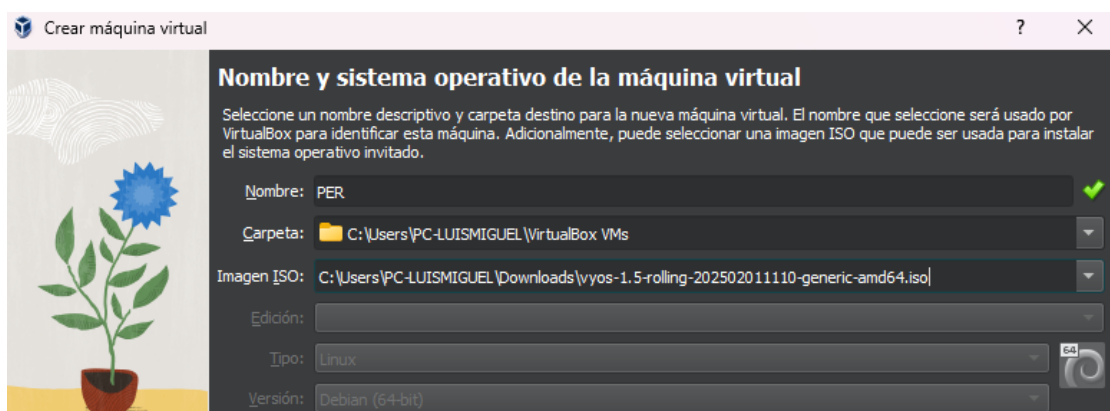 Crear máquina virtual
?
Nombre y sistema operativo de la máquina virtual
Seleccione un nombre descriptivo y carpeta destino para la nueva máquina virtual. El nombre que seleccione será usado por
VirtualBox para identificar esta máquina. Adicionalmente, puede seleccionar una imagen ISO que puede ser usada para instalar
el sistema operativo invitado.
Nombre: PER
Carpeta: C:\Users\PC-LUISMIGUEL\VirtualBox VMs
Imagen ISO: C:\Users\PC-LUISMIGUEL\Downloads\vyos-1.5-rolling-202502011110-generic-amd64.iso
Edición:
Tipo: Linux
64
Versión: Debian (64-bit)